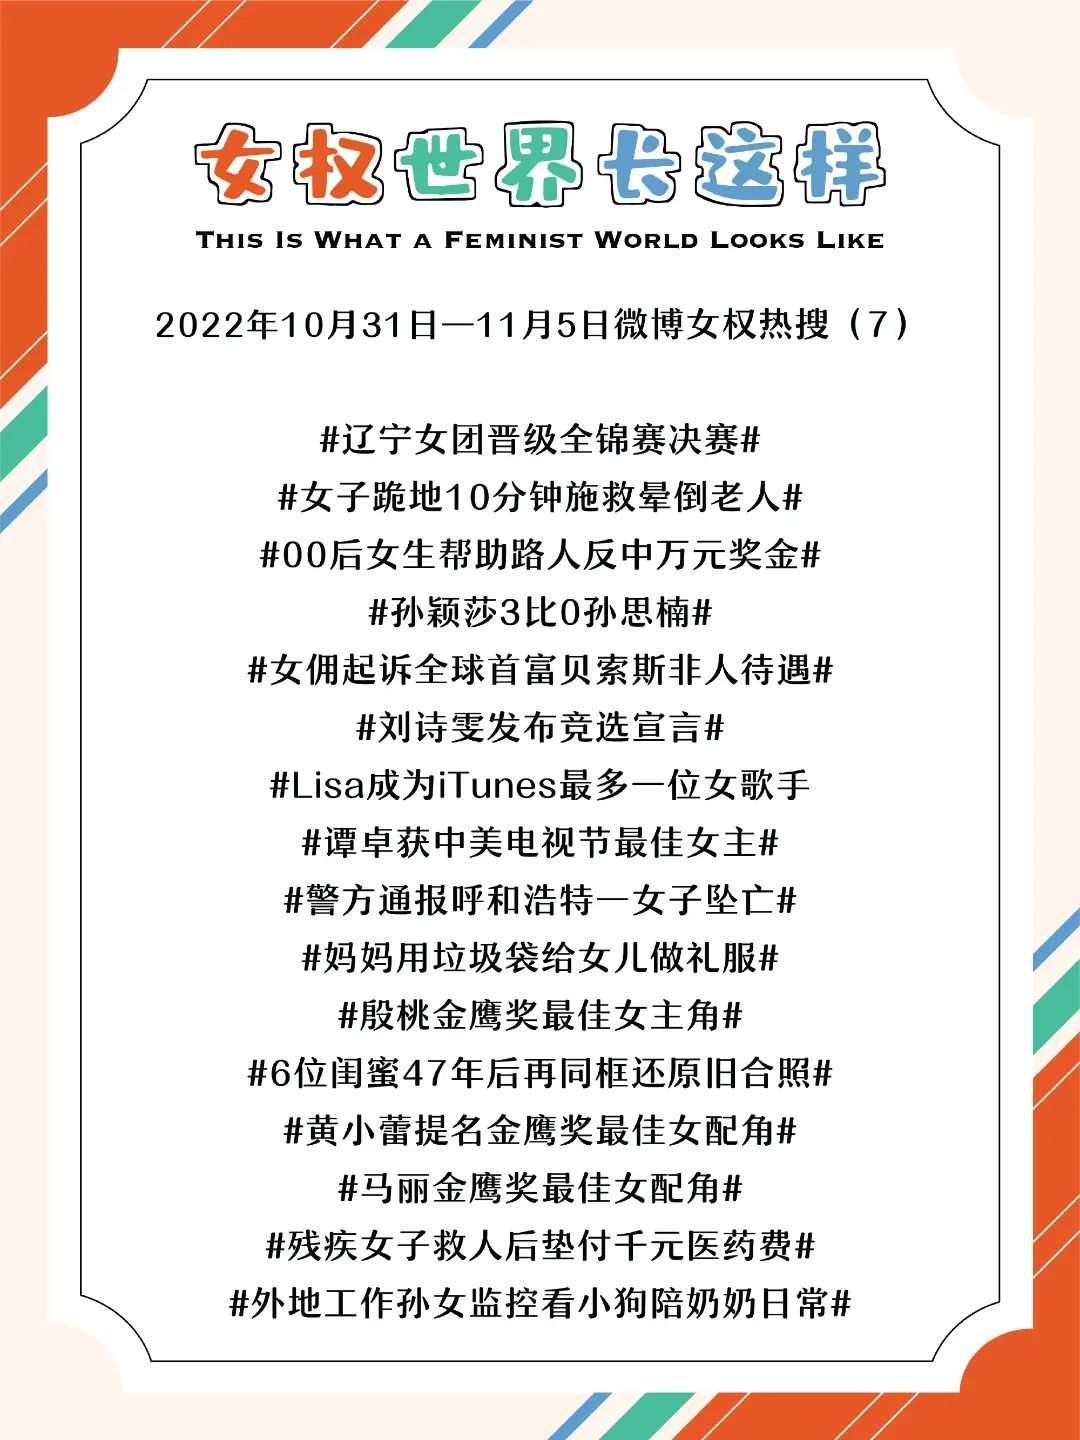 女权世界长这样
THIS IS WHAT A FEMINIST WORLD LOOKS LIKE
2022年10月31日—11月5日微博女权热搜（7）
#辽宁女团晋级全锦赛决赛#
#女子跪地10分钟施救晕倒老人#
#00后女生帮助路人反中万元奖金#
#孙颖莎3比0孙思楠#
#女佣起诉全球首富贝索斯非人待遇#
#刘诗雯发布竞选宣言#
#Lisa成为iTunes最多一位女歌手
#谭卓获中美电视节最佳女主#
#警方通报呼和浩特一女子坠亡#
#妈妈用垃圾袋给女儿做礼服#
#殷桃金鹰奖最佳女主角#
#6位闺蜜47年后再同框还原旧合照#
#黄小蕾提名金鹰奖最佳女配角#
#马丽金鹰奖最佳女配角#
#残疾女子救人后垫付千元医药费#
#外地工作孙女监控看小狗陪奶奶日常#